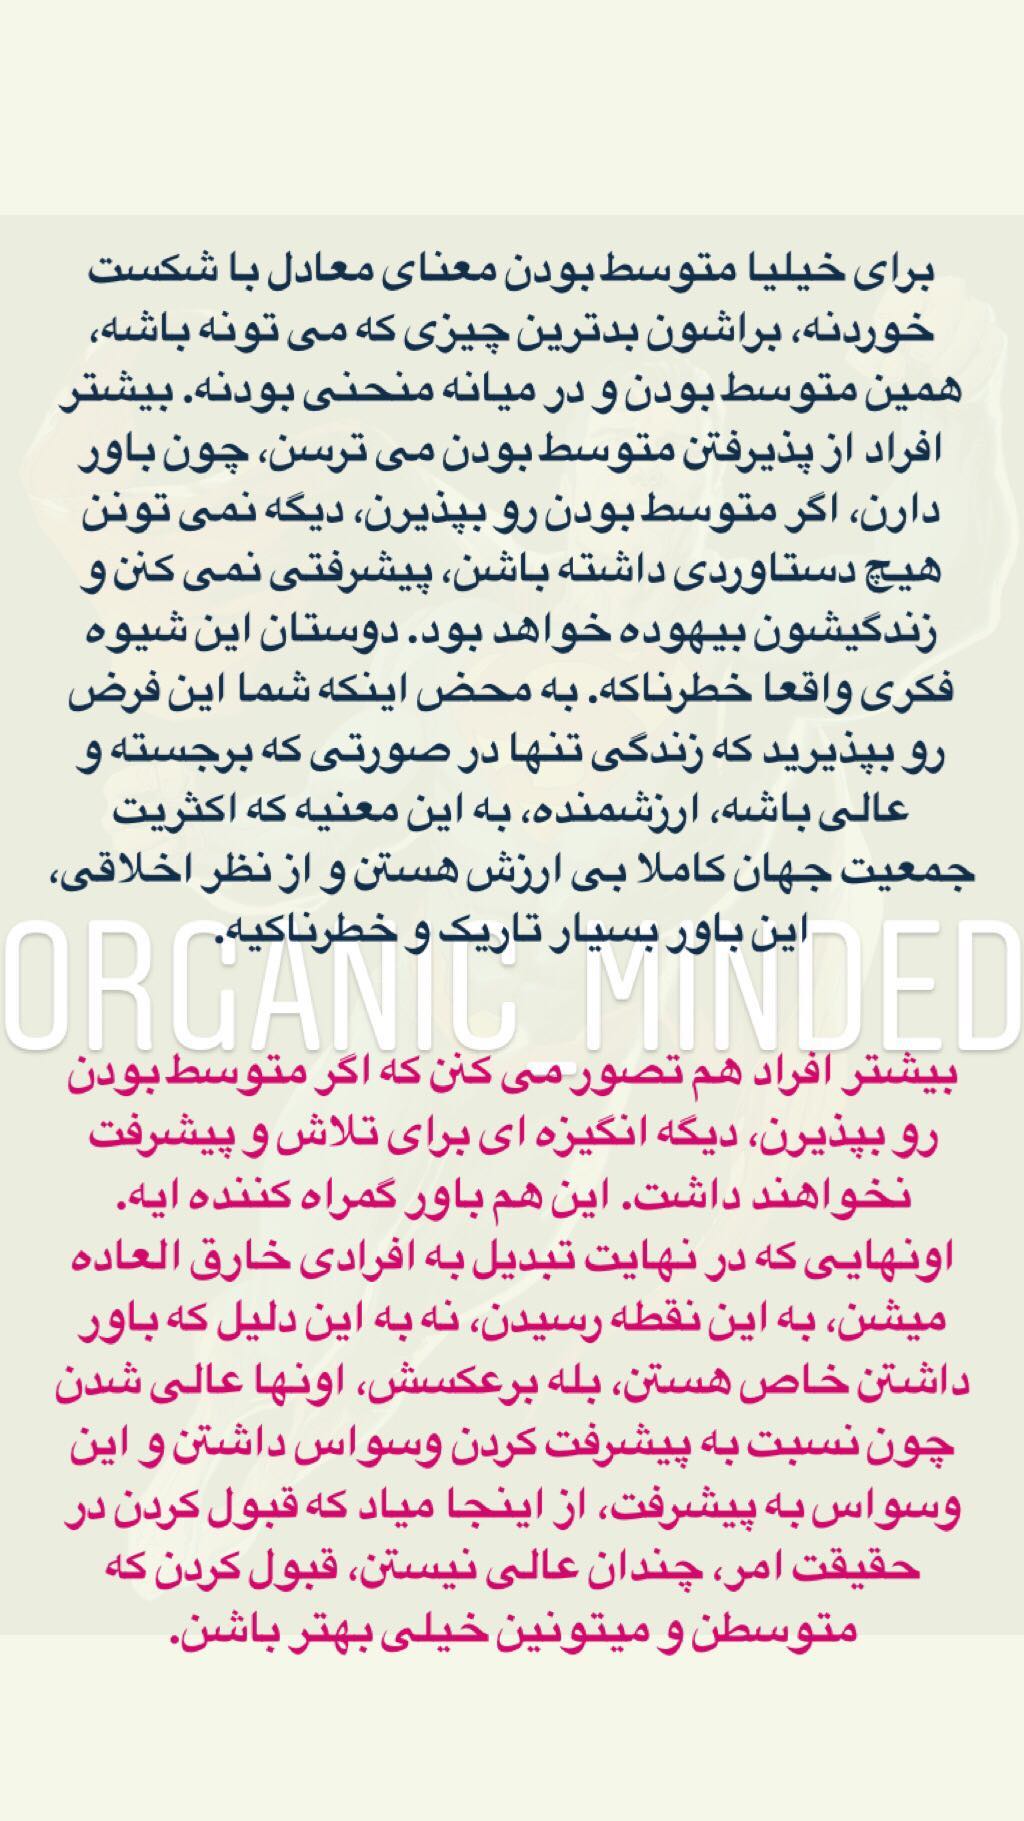 برای خیلیا متوسط بودن معنای معادل با شکست
خوردنه، براشون بدترین چیزی که می تونه باشه،
همین متوسط بودن و در میانه منحنی بودنه. بیشتر
افراد از پذیرفتن متوسط بودن می ترسن، چون باور
دارن، اگر متوسط بودن رو بپذیرن، دیگه نمی تونن
هیچ دستاوردی داشته باشن، پیشرفتی نمی کنن و
زندگیشون بیهوده خواهد بود. دوستان این شیوه
فکری واقعا خطرناکه. به محض اینکه شما این فرض
رو بپذیرید که زندگی تنها در صورتی که برجسته و
عالی باشه، ارزشمنده، به این معنیه که اکثریت
جمعیت جهان کاملا بی ارزش هستن و از نظر اخلاقی،
این باور بسیار تاریک و خطرناکیه.
ORGANIC_MINDED
بیشتر افراد هم تصور می کنن که اگر متوسط بودن
رو بپذیرن، دیگه انگیزه ای برای تلاش و پیشرفت
نخواهند داشت. این هم باور گمراه کننده ایه.
اونهایی که در نهایت تبدیل به افرادی خارق العاده
میشن، به این نقطه رسیدن، نه به این دلیل که باور
داشتن خاص هستن، بله برعکسش، اونها عالی شدن
چون نسبت به پیشرفت کردن وسواس داشتن و این
وسواس به پیشرفت، از اینجا میاد که قبول کردن در
حقیقت امر، چندان عالی نیستن، قبول کردن که
متوسطن و میتونین خیلی بهتر باشن.